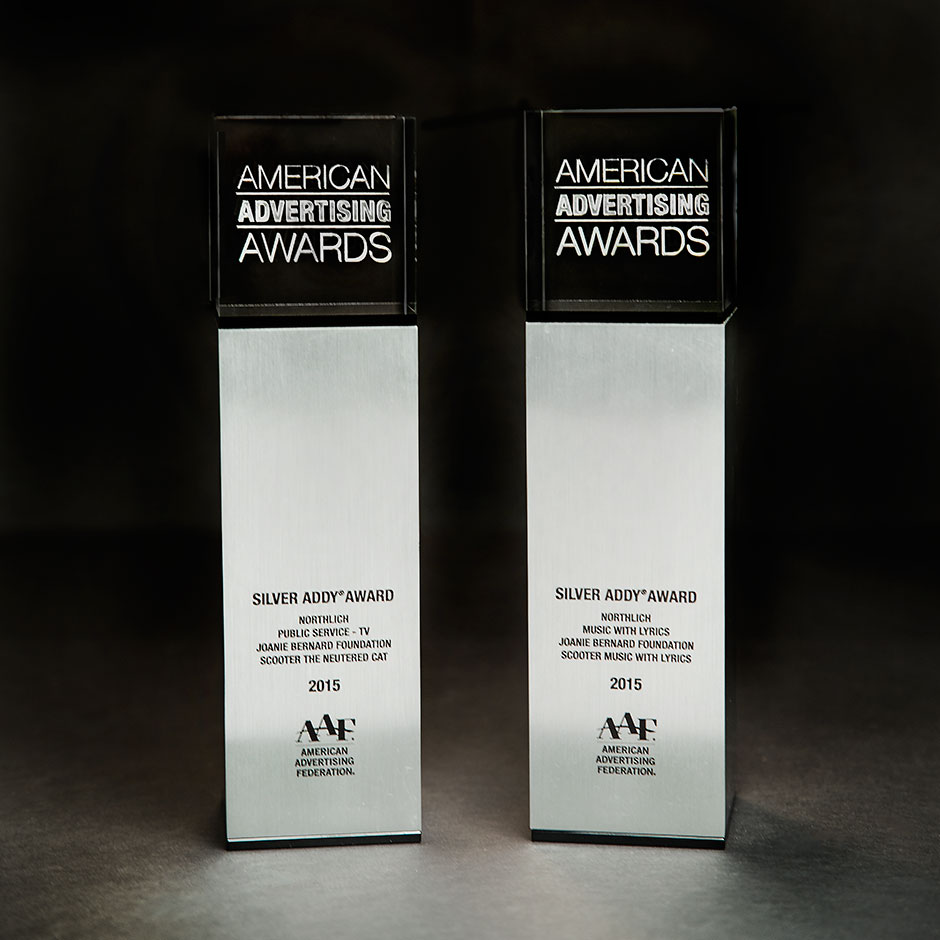 AMERICAN
ADVERTISING
AWARDS
SILVER ADDY® AWARD
NORTHLICH
PUBLIC SERVICE - TV
JOANIE BERNARD FOUNDATION
SCOOTER THE NEUTERED CAT
2015
AAF
AMERICAN
ADVERTISING
FEDERATION.
AMERICAN
ADVERTISING
AWARDS
SILVER ADDY® AWARD
NORTHLICH
MUSIC WITH LYRICS
JOANIE BERNARD FOUNDATION
SCOOTER MUSIC WITH LYRICS
2015
AAF
AMERICAN
ADVERTISING
FEDERATION.